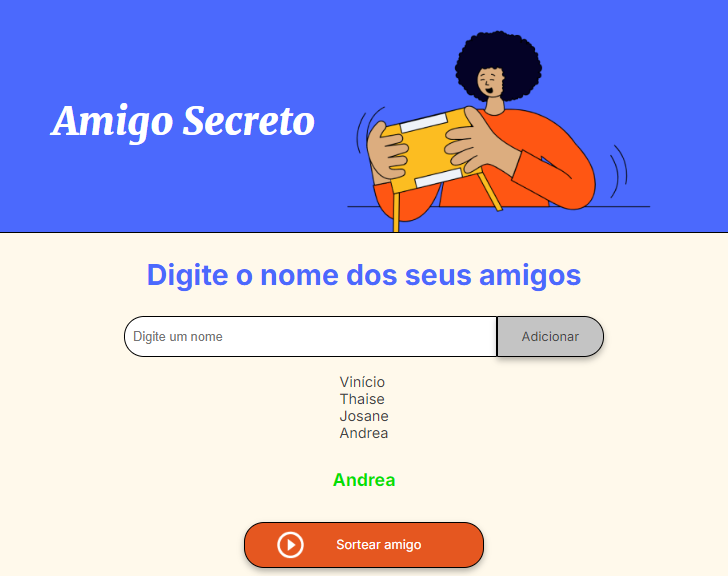 Amigo Secreto
Digite o nome dos seus amigos
Digite um nome
Adicionar
Vinício
Thaise
Josane
Andrea
Andrea
Sortear amigo